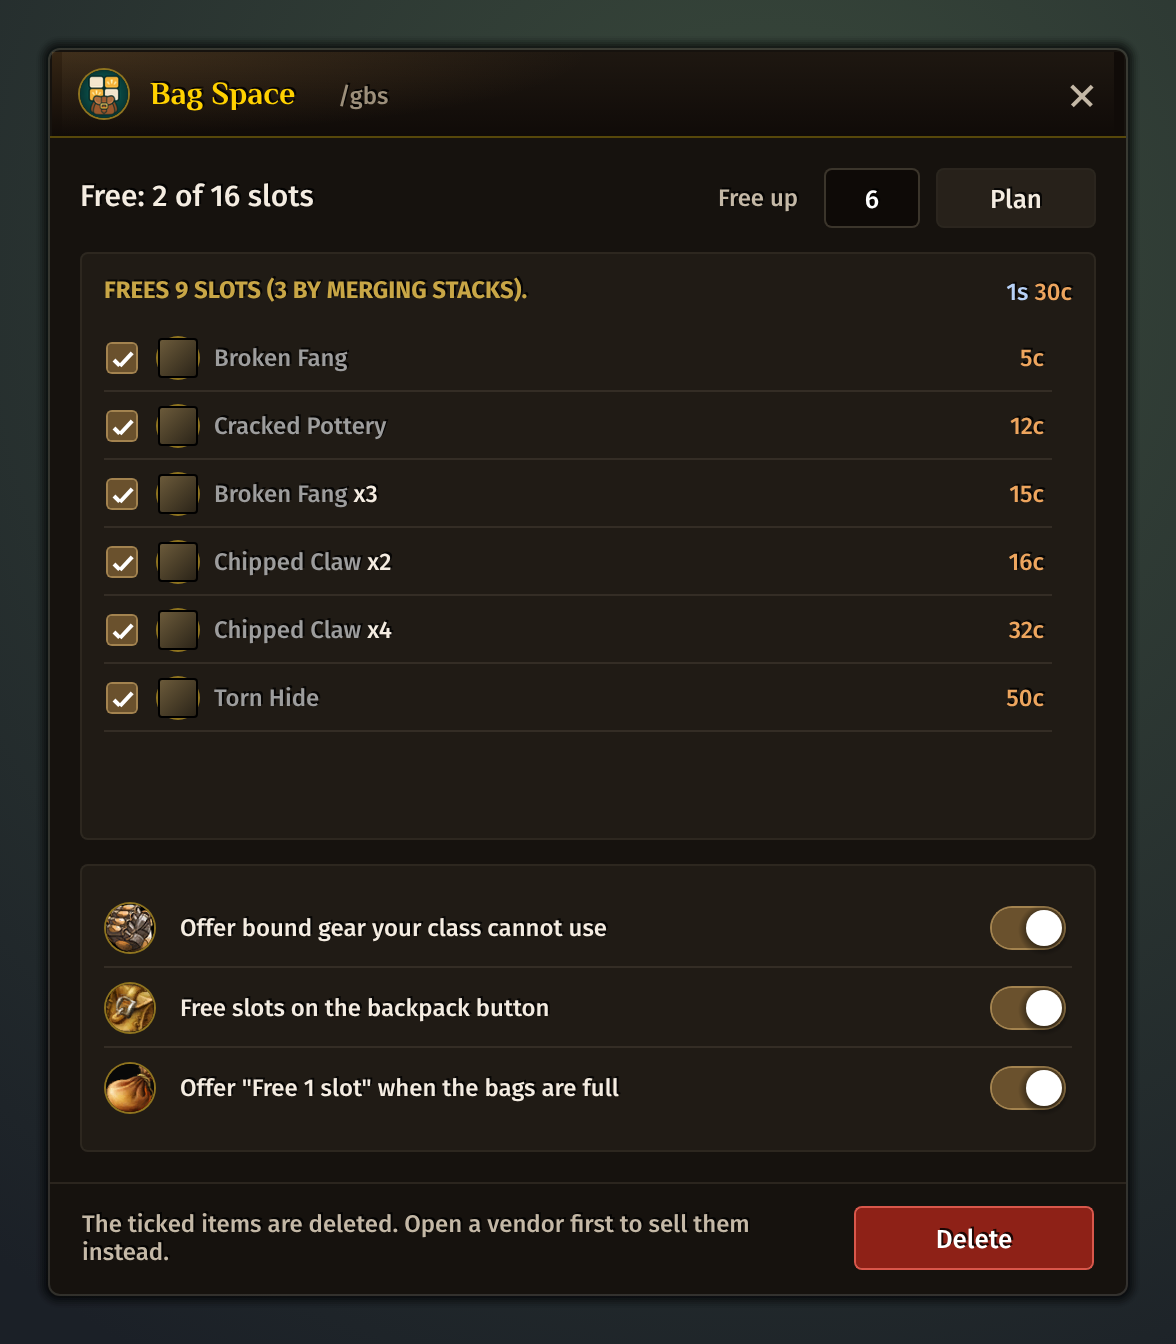 Bag Space /gbs
Free: 2 of 16 slots
Free up 6 Plan
FREES 9 SLOTS (3 BY MERGING STACKS). 1s 30c
Broken Fang 5c
Cracked Pottery 12c
Broken Fang x3 15c
Chipped Claw x2 16c
Chipped Claw x4 32c
Torn Hide 50c
Offer bound gear your class cannot use
Free slots on the backpack button
Offer "Free 1 slot" when the bags are full
The ticked items are deleted. Open a vendor first to sell them
instead.
Delete